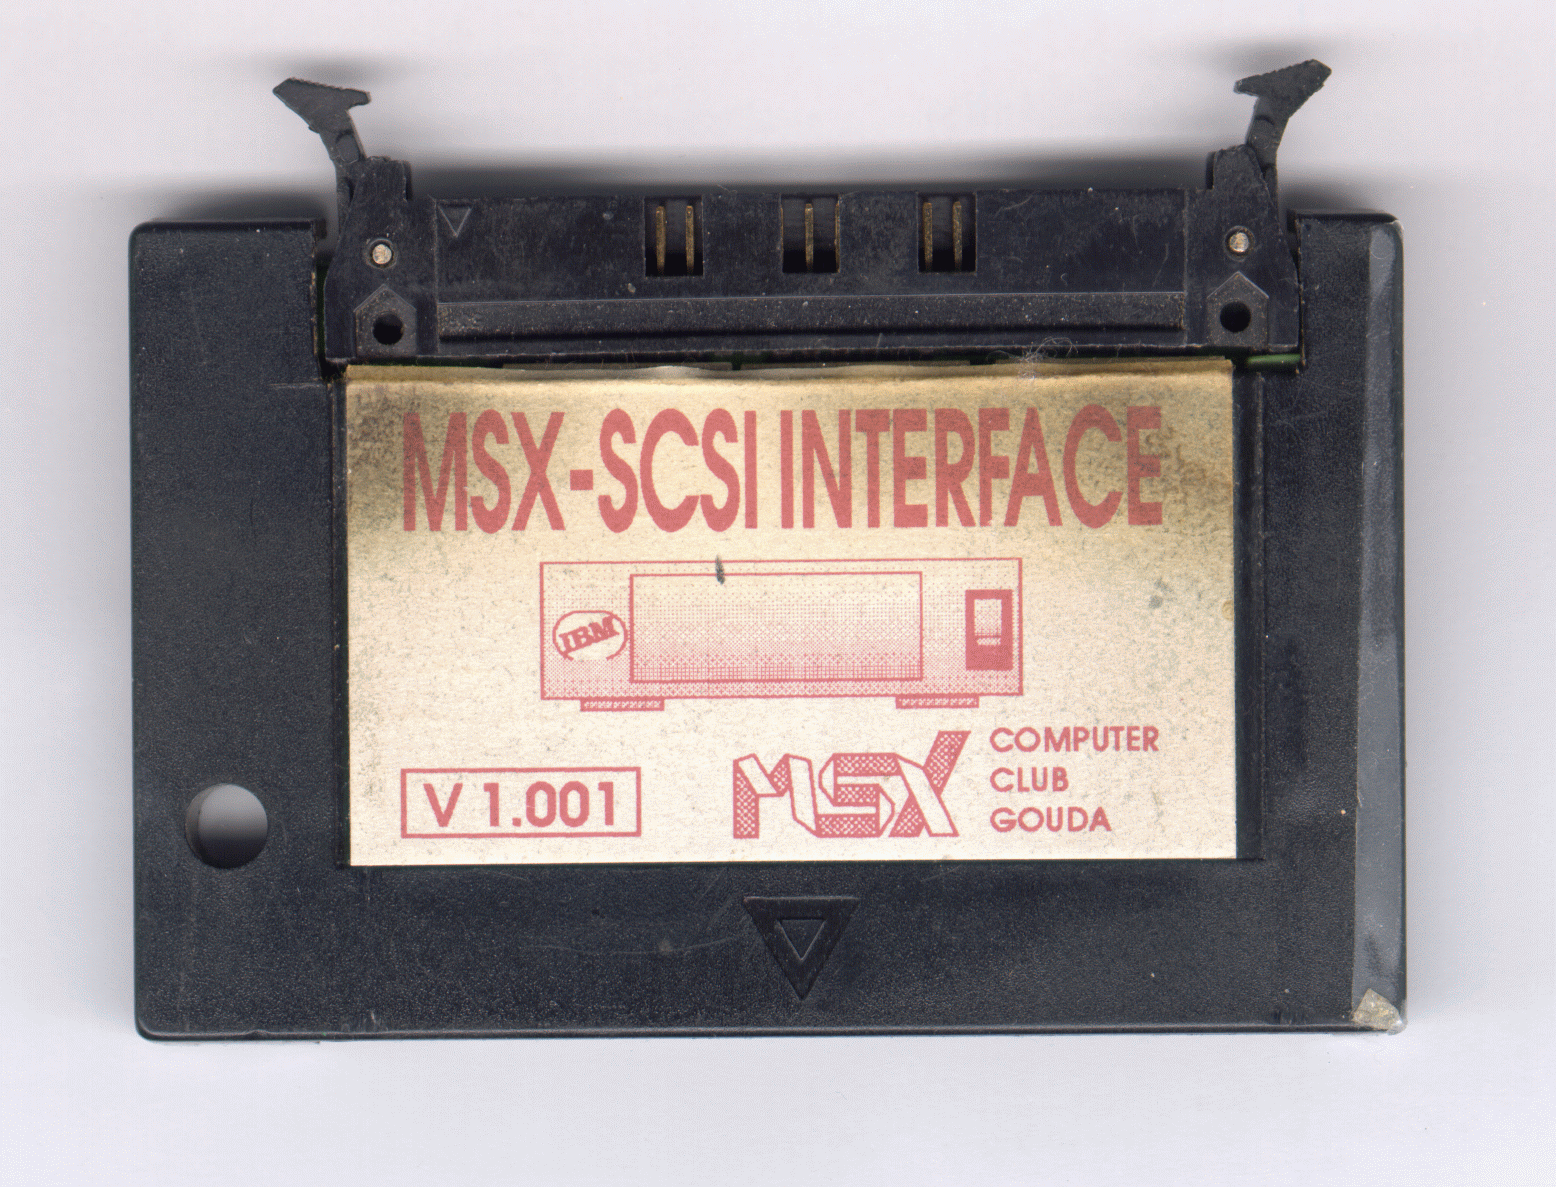 MSX-SCSI INTERFACE
IBM
V 1.001
MSX
COMPUTER
CLUB
GOUDA